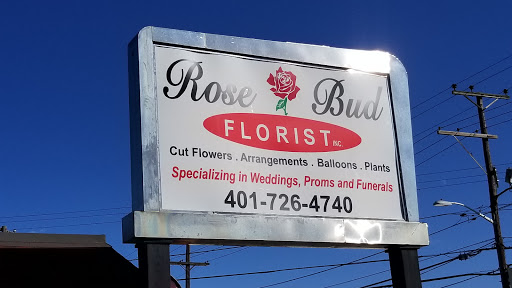 Rose Bud
FLORIST INC.
Cut Flowers . Arrangements . Balloons . Plants
Specializing in Weddings, Proms and Funerals
401-726-4740